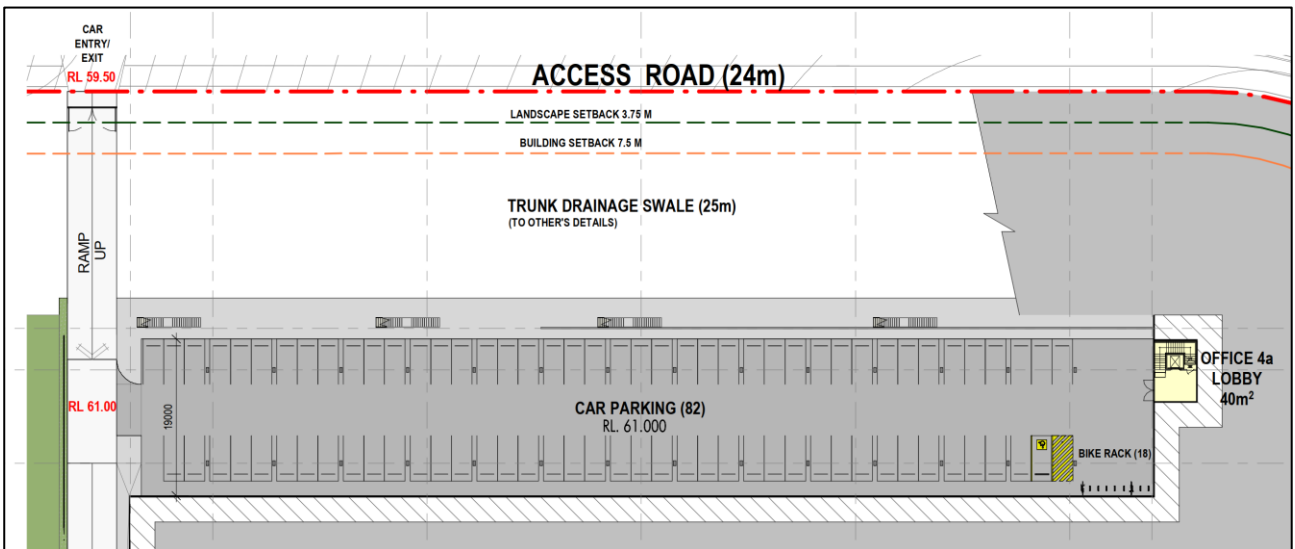 CAR
ENTRY/
EXIT
RL 59.50
ACCESS ROAD (24m)
LANDSCAPE SETBACK 3.75 M
BUILDING SETBACK 7.5 M
TRUNK DRAINAGE SWALE (25m)
(TO OTHER'S DETAILS)
RAMP
UP
OFFICE 4a
LOBBY
40m²
RL 61.00
19000
CAR PARKING (82)
RL. 61.000
BIKE RACK (18)